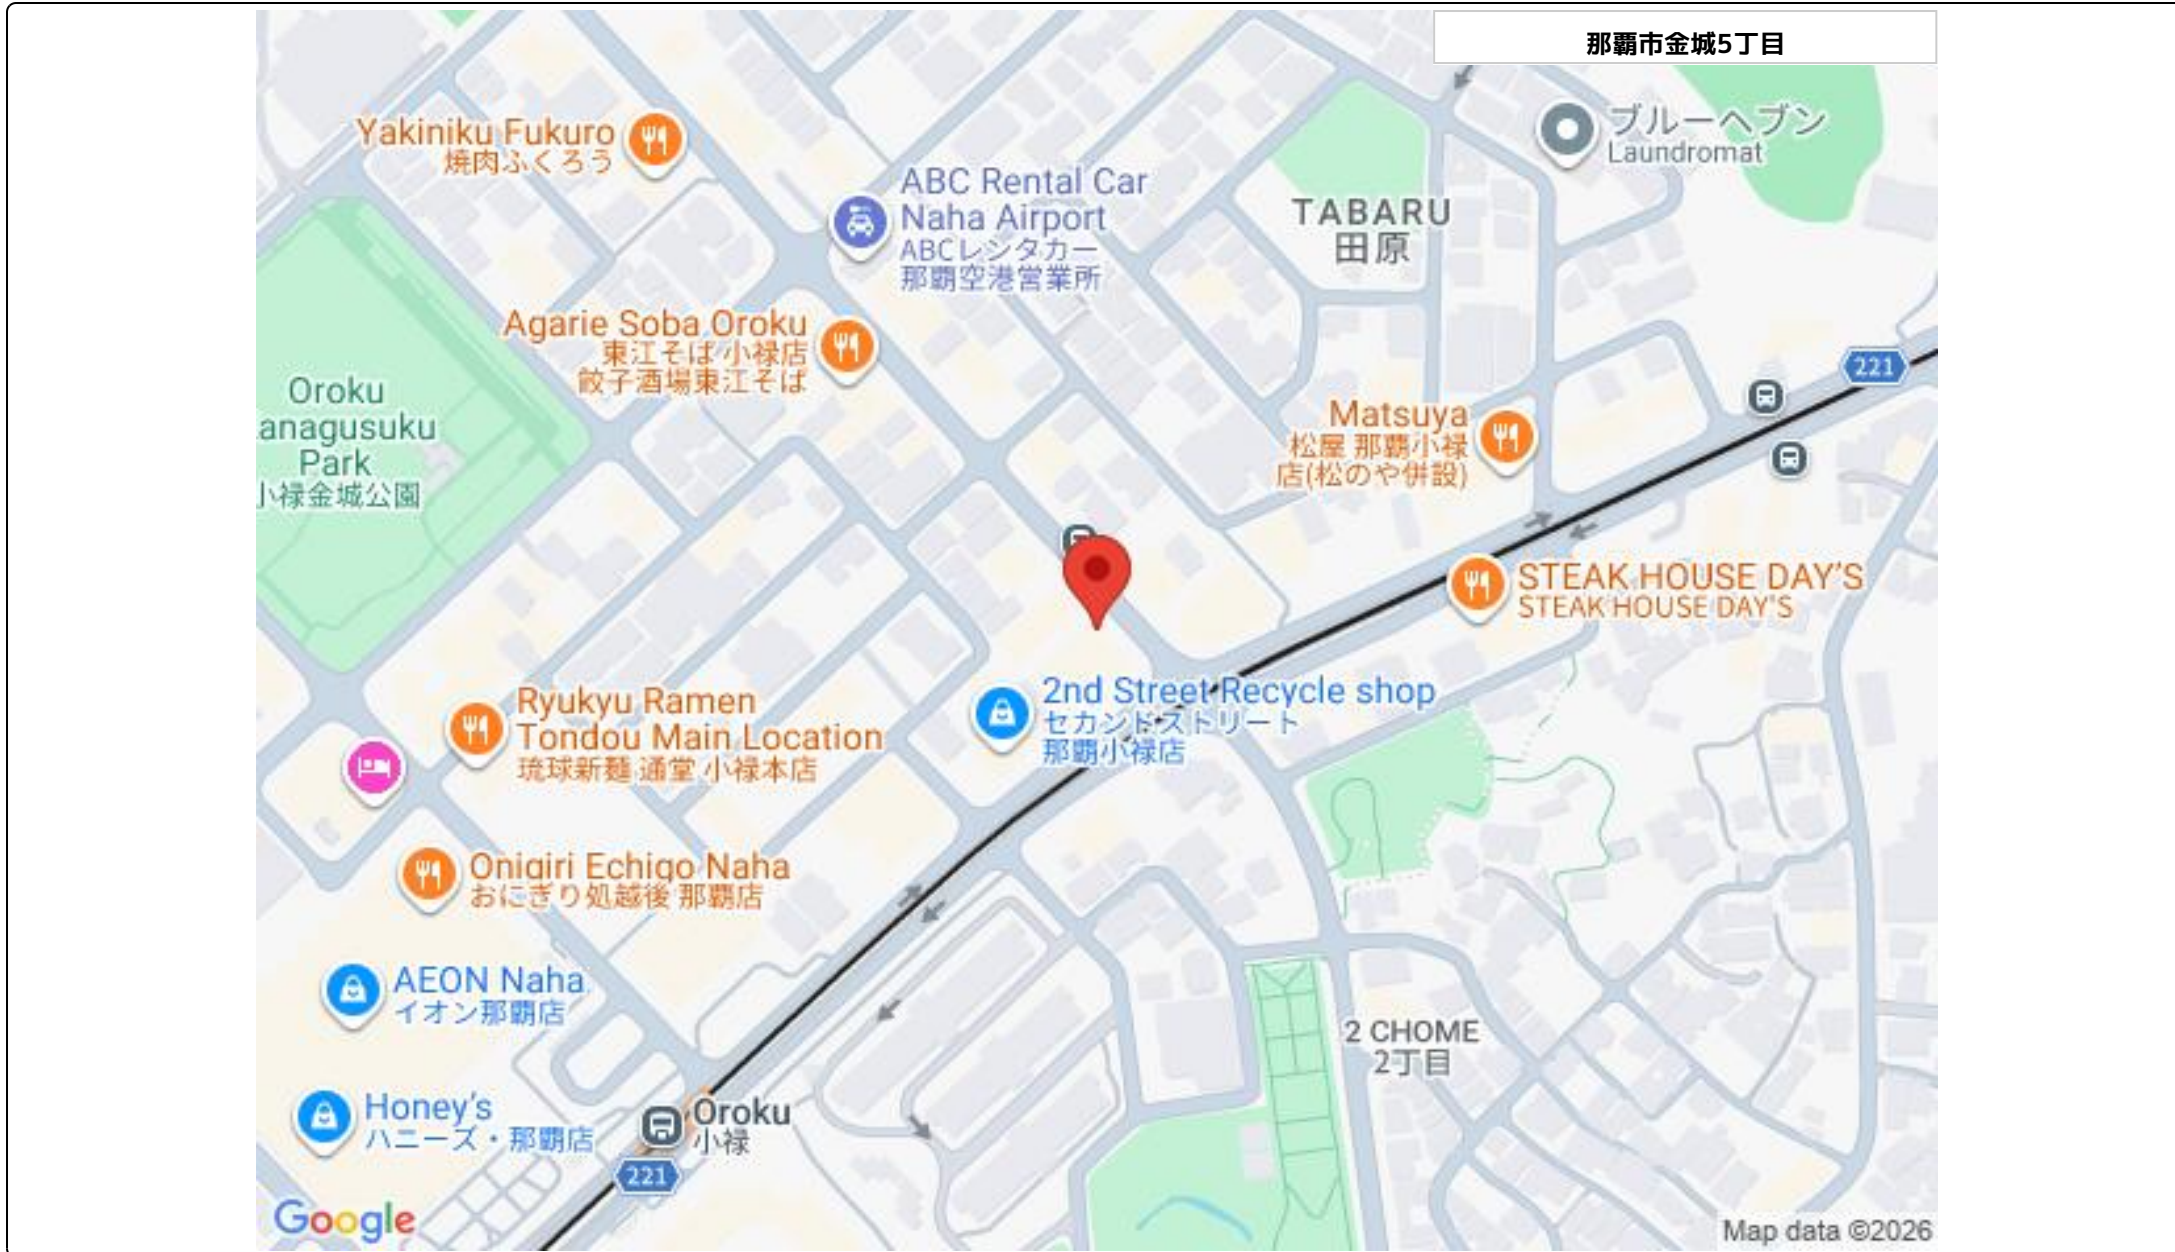 那覇市金城5丁目
Yakiniku Fukuro
焼肉ふくろう
ブルーヘブン
Laundromat
ABC Rental Car
Naha Airport
ABCレンタカー
那覇空港営業所
TABARU
田原
Agarie Soba Oroku
東江そば 小禄店
餃子酒場東江そば
221
Oroku
anagusuku
Park
小禄金城公園
Matsuya
松屋 那覇小禄
店(松のや併設)
STEAK HOUSE DAY'S
STEAK HOUSE DAY'S
2nd Street Recycle shop
セカンドストリート
那覇小禄店
Ryukyu Ramen
Tondou Main Location
琉球新麺 通堂 小禄本店
Onigiri Echigo Naha
おにぎり処越後 那覇店
AEON Naha
イオン那覇店
2 CHOME
2丁目
Honey's
ハニーズ・那覇店
Oroku
小禄
221
Google
Map data ©2026